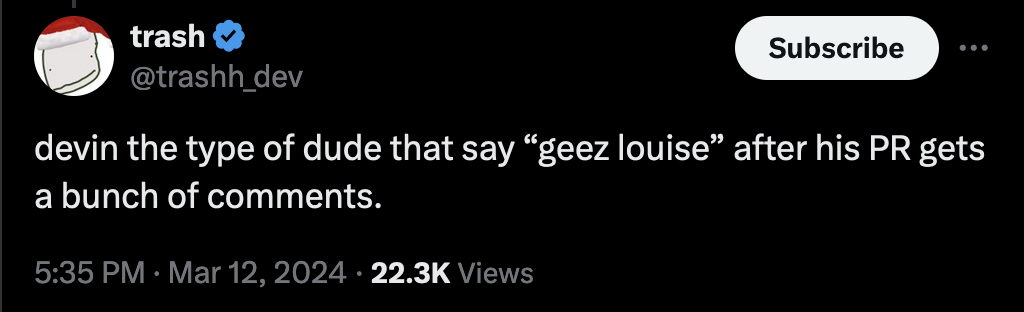 trash
@trashh_dev
Subscribe
devin the type of dude that say “geez louise” after his PR gets
a bunch of comments.
5:35 PM · Mar 12, 2024 · 22.3K Views